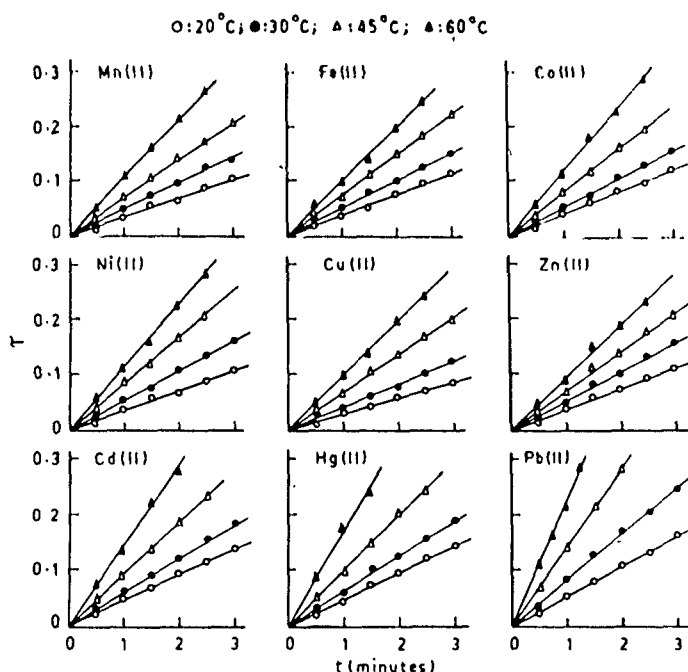 O:20°C; ●:30°C; △:45°C; ▲:60°C
0.3
0.2
0.1
0
Mn(II)
Fe(II)
Co(II)
0.3
0.2
0.1
0
Ni(II)
Cu(II)
Zn(II)
τ
0.3
0.2
0.1
0
Cd(II)
Hg(II)
Pb(II)
0 1 2 3 0 1 2 3 0 1 2 3
t(minutes)